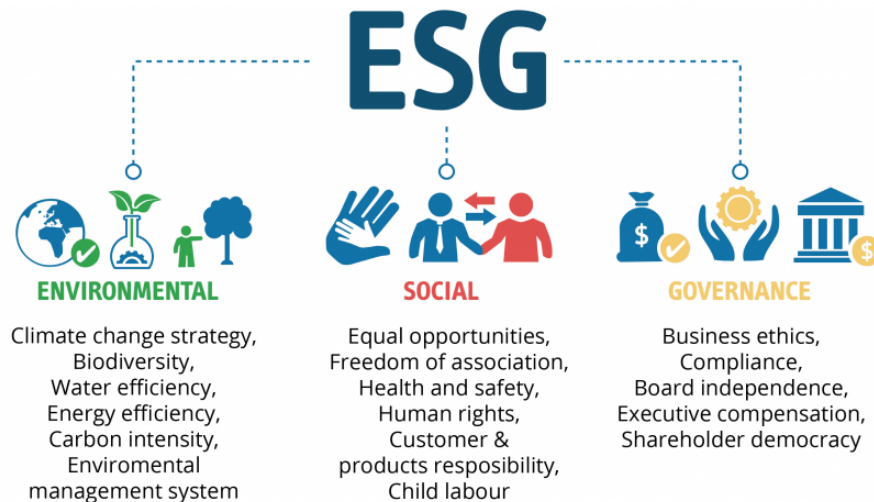 ESG
ENVIRONMENTAL
Climate change strategy,
Biodiversity,
Water efficiency,
Energy efficiency,
Carbon intensity,
Enviromental
management system
SOCIAL
Equal opportunities,
Freedom of association,
Health and safety,
Human rights,
Customer &
products resposibility,
Child labour
$
$
GOVERNANCE
Business ethics,
Compliance,
Board independence,
Executive compensation,
Shareholder democracy